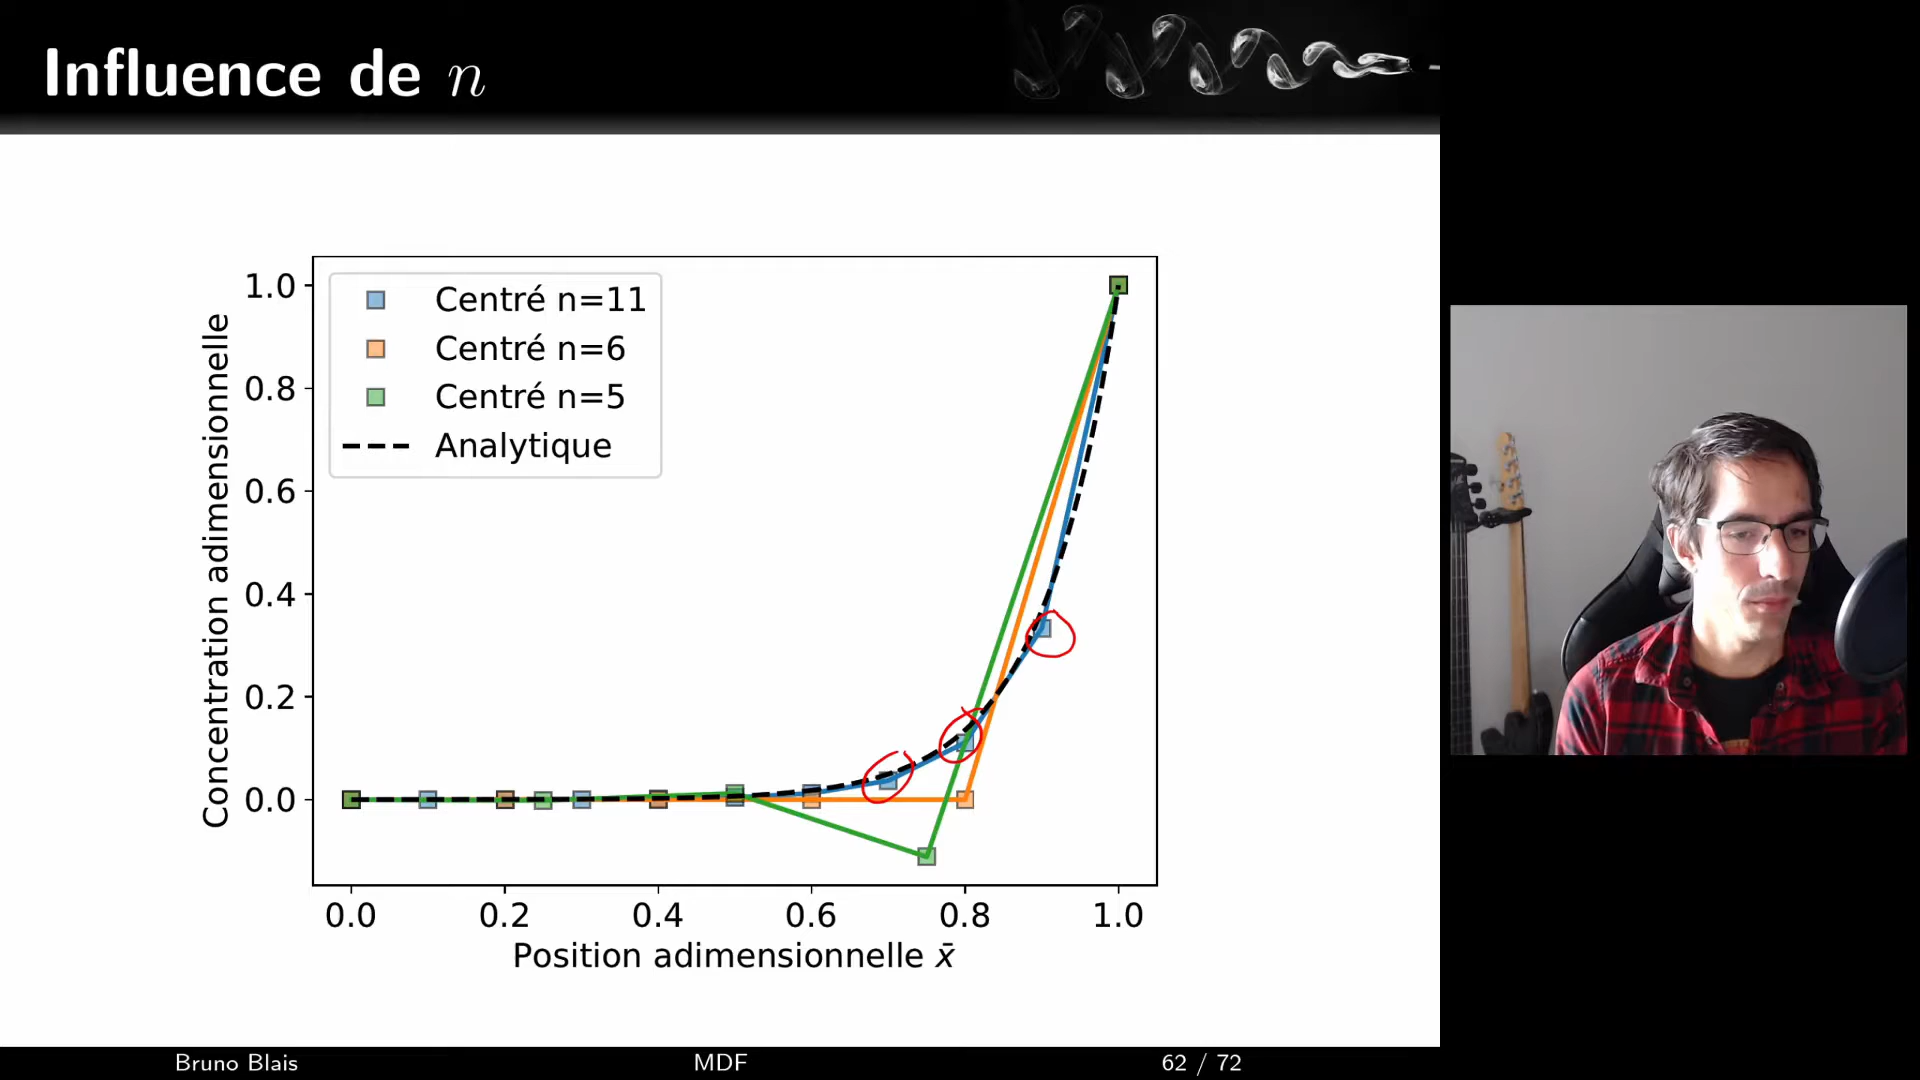 Influence de n
Centré n=11
Centré n=6
Centré n=5
Analytique
Concentration adimensionnelle
1.0
0.8
0.6
0.4
0.2
0.0
0.0 0.2 0.4 0.6 0.8 1.0
Position adimensionnelle x̄
Bruno Blais MDF 62 / 72